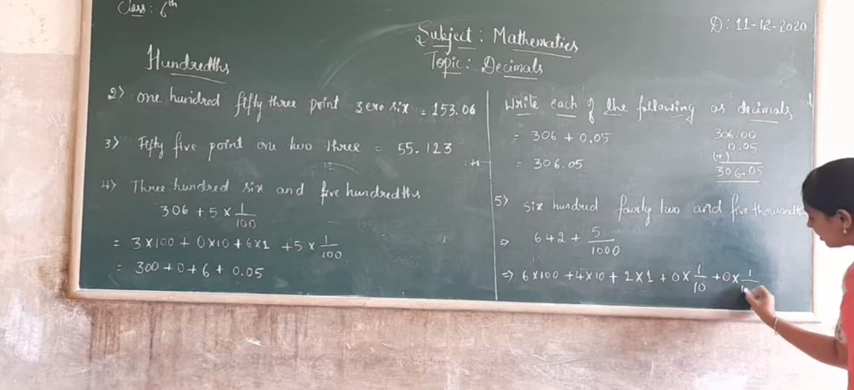 Class: 6th
Subject: Mathematics
D: 11-12-2020
Topic: Decimals
Hundredths
2) one hundred fifty three point zero six = 153.06
3) Fifty five point one two three = 55.123
4) Three hundred six and five hundredths
306 + 5 × 1/100
= 3×100 + 0×10 + 6×1 + 5 × 1/100
= 300 + 0 + 6 + 0.05
Write each of the following as decimals
= 306 + 0.05
= 306.05
306.00
0.05
(+)
306.05
5) Six hundred fourty two and five
⇒ 642 + 5/1000
⇒ 6×100 + 4×10 + 2×1 + 0 × 1/10 + 0 × 1